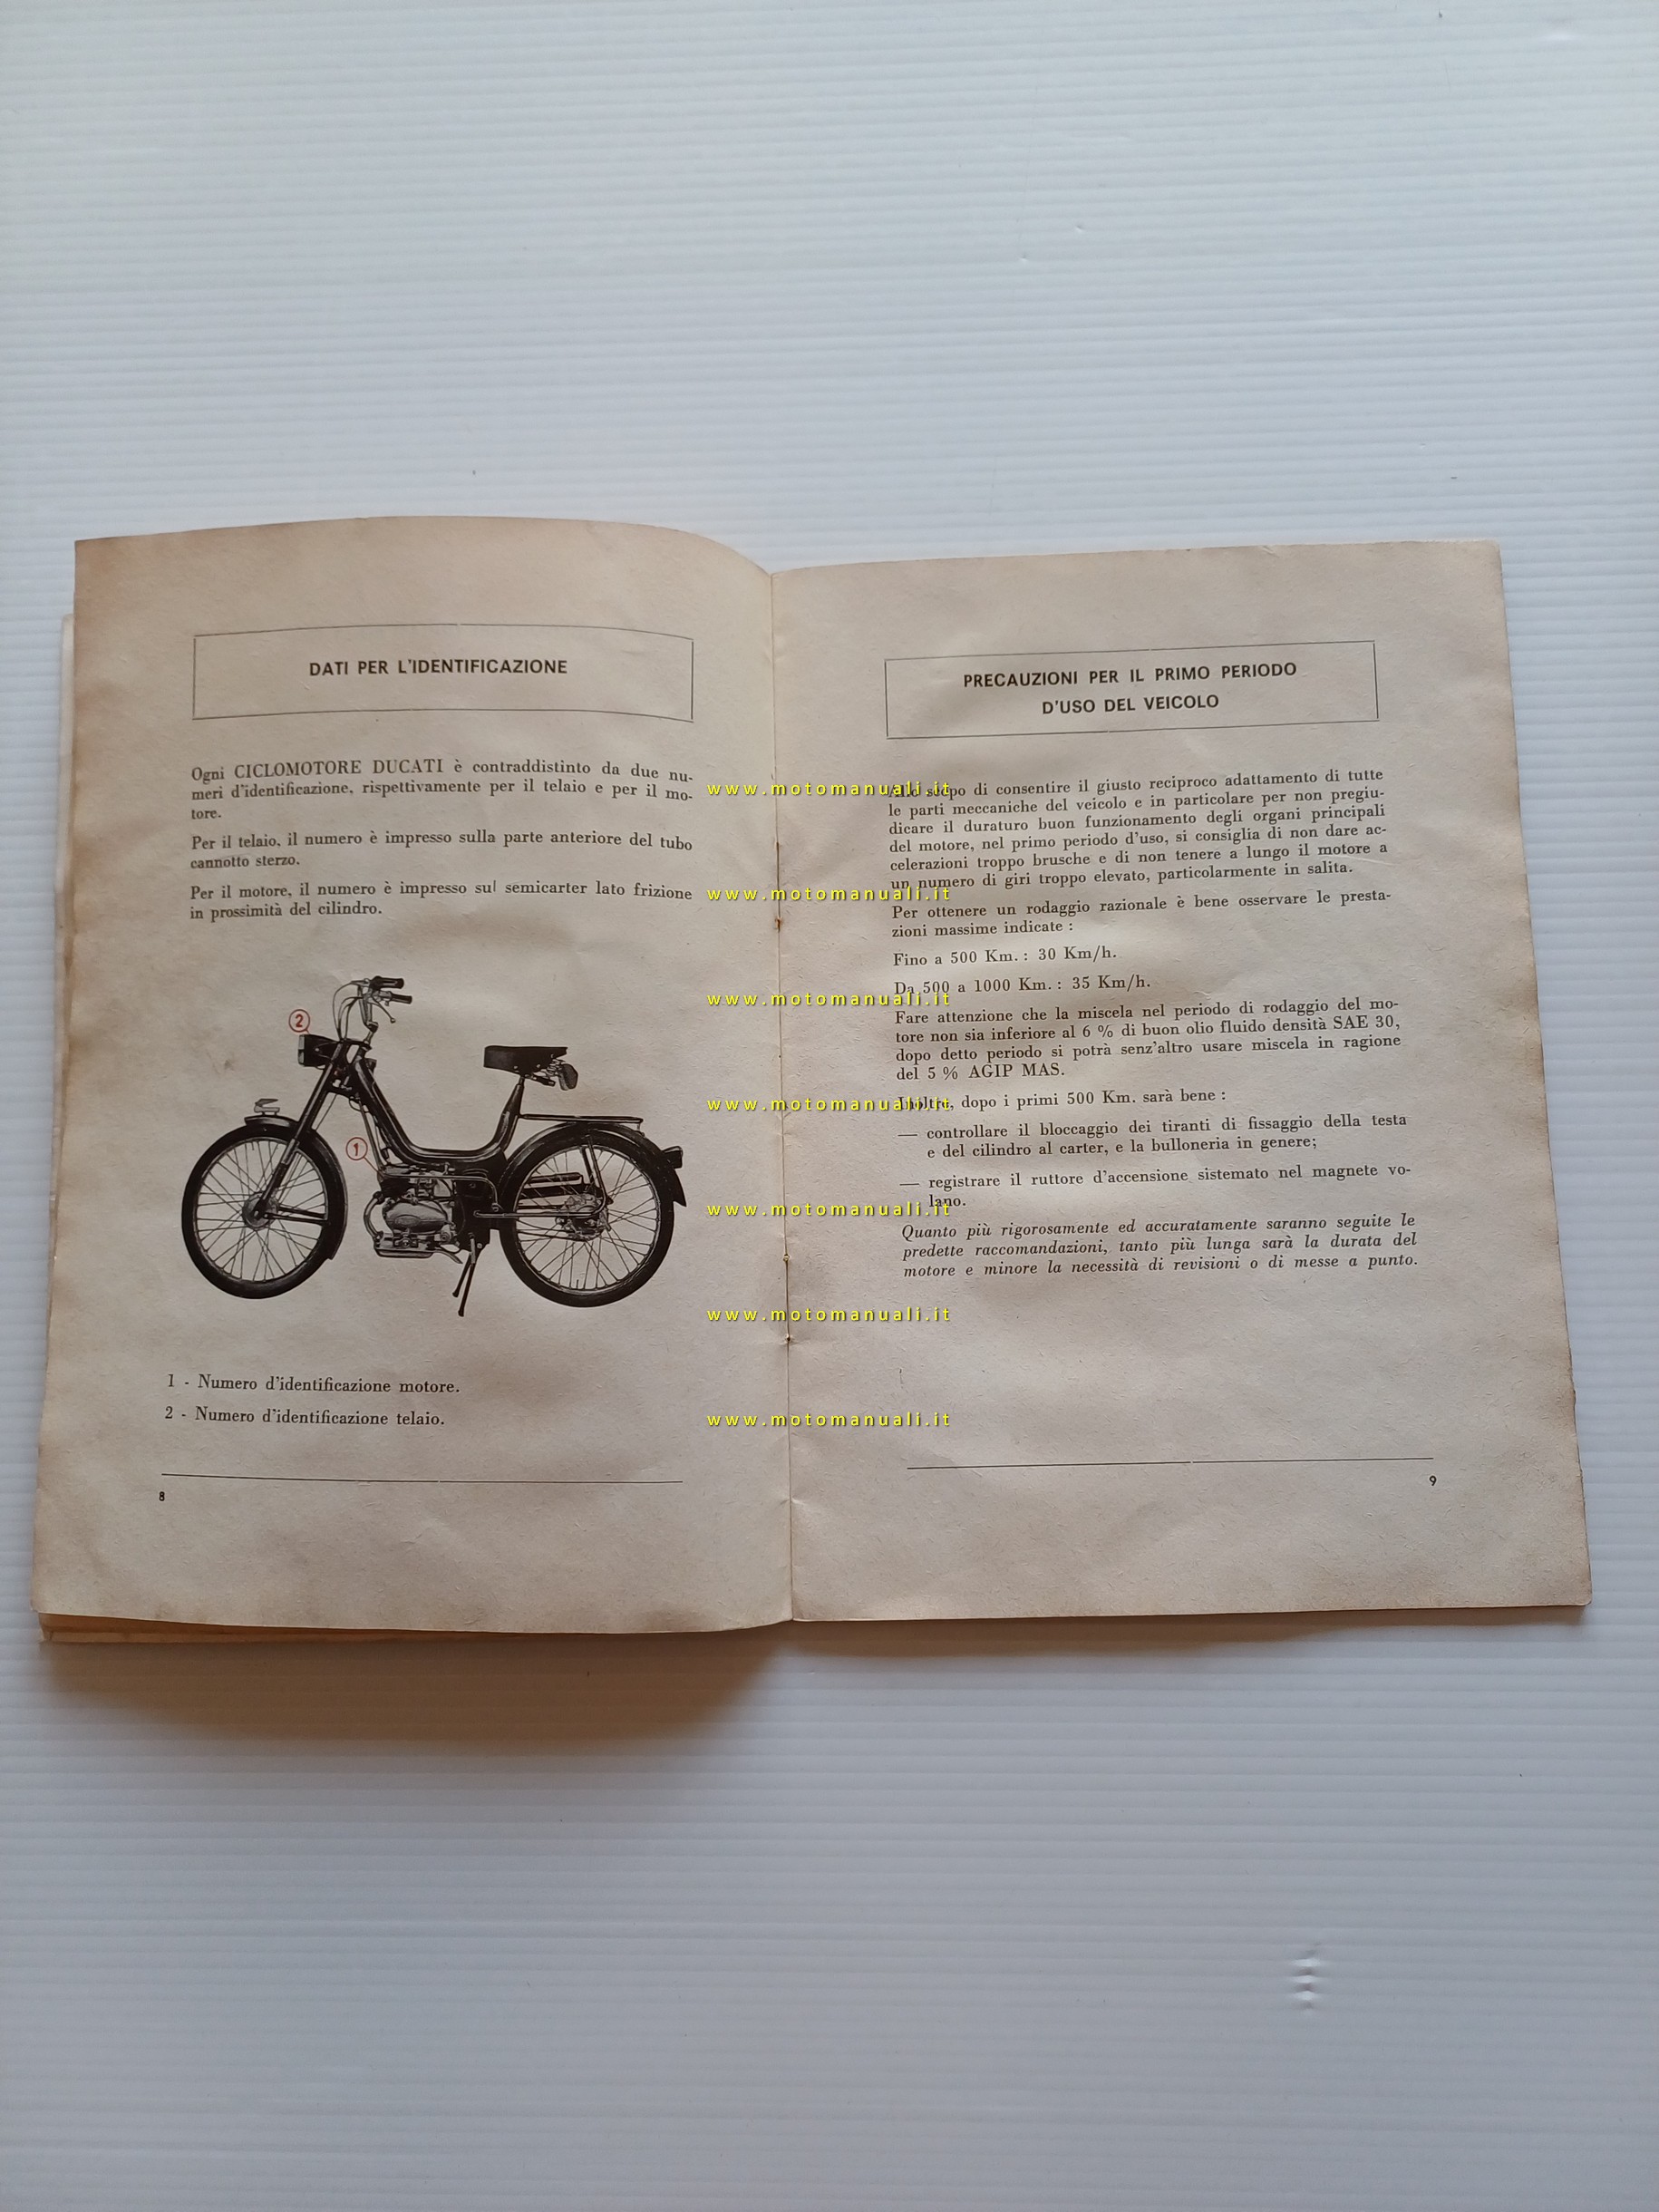 DATI PER L'IDENTIFICAZIONE
Ogni CICLOMOTORE DUCATI è contraddistinto da due nu-
meri d'identificazione, rispettivamente per il telaio e per il mo-
tore.
Per il telaio, il numero è impresso sulla parte anteriore del tubo
cannotto sterzo.
Per il motore, il numero è impresso sul semicarter lato frizione
in prossimità del cilindro.
2
1
1 - Numero d'identificazione motore.
2 - Numero d'identificazione telaio.
8
PRECAUZIONI PER IL PRIMO PERIODO
D'USO DEL VEICOLO
Allo scopo di consentire il giusto reciproco adattamento di tutte
le parti meccaniche del veicolo e in particolare per non pregiu-
dicare il duraturo buon funzionamento degli organi principali
del motore, nel primo periodo d'uso, si consiglia di non dare ac-
celerazioni troppo brusche e di non tenere a lungo il motore a
un numero di giri troppo elevato, particolarmente in salita.
Per ottenere un rodaggio razionale è bene osservare le presta-
zioni massime indicate :
Fino a 500 Km. : 30 Km/h.
Da 500 a 1000 Km. : 35 Km/h.
Fare attenzione che la miscela nel periodo di rodaggio del mo-
tore non sia inferiore al 6 % di buon olio fluido densità SAE 30,
dopo detto periodo si potrà senz'altro usare miscela in ragione
del 5 % AGIP MAS.
Inoltre, dopo i primi 500 Km. sarà bene :
— controllare il bloccaggio dei tiranti di fissaggio della testa
e del cilindro al carter, e la bulloneria in genere;
— registrare il ruttore d'accensione sistemato nel magnete vo-
lano.
Quanto più rigorosamente ed accuratamente saranno seguite le
predette raccomandazioni, tanto più lunga sarà la durata del
motore e minore la necessità di revisioni o di messe a punto.
9
www.motomanuali.it
www.motomanuali.it
www.motomanuali.it
www.motomanuali.it
www.motomanuali.it
www.motomanuali.it
www.motomanuali.it